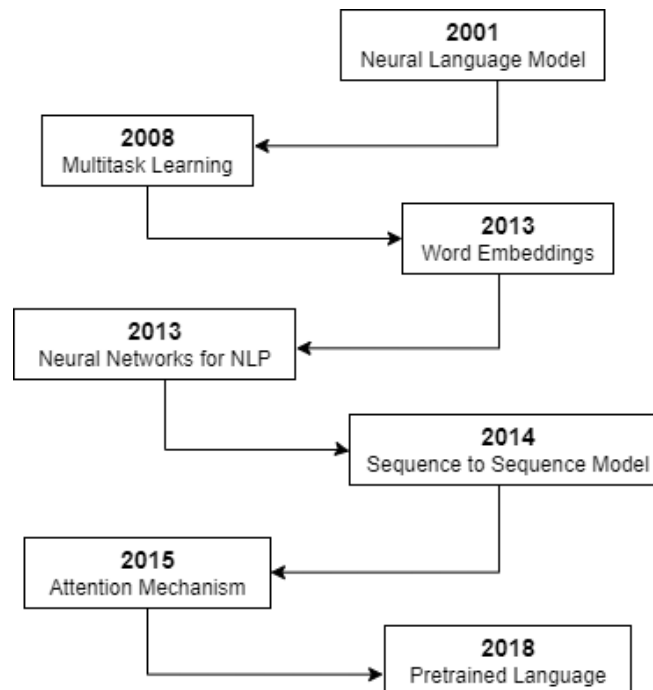 2001
Neural Language Model
2008
Multitask Learning
2013
Word Embeddings
2013
Neural Networks for NLP
2014
Sequence to Sequence Model
2015
Attention Mechanism
2018
Pretrained Language